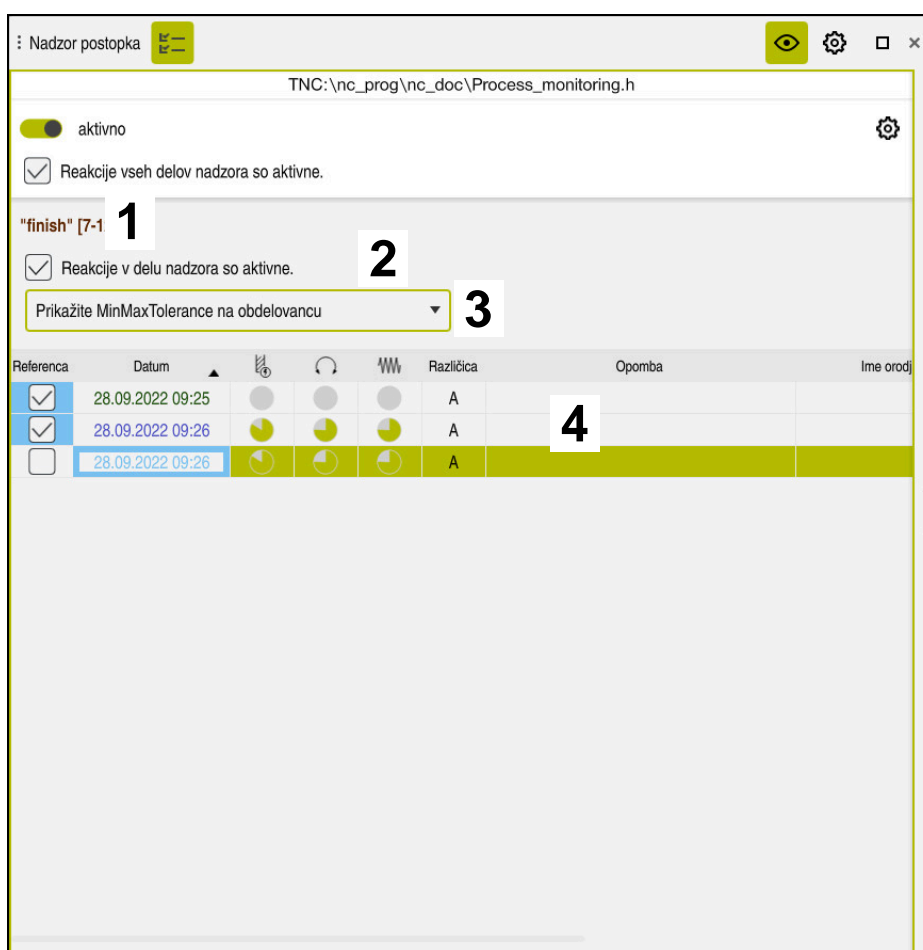 Nadzor postopka
TNC:\nc_prog\nc_doc\Process_monitoring.h
aktivno
Reakcije vseh delov nadzora so aktivne.
"finish" [7-1
1
Reakcije v delu nadzora so aktivne.
2
Prikažite MinMaxTolerance na obdelovancu
3
Referenca Datum Različica Opomba Ime orodj
28.09.2022 09:25 A
28.09.2022 09:26 A
4
28.09.2022 09:26 A